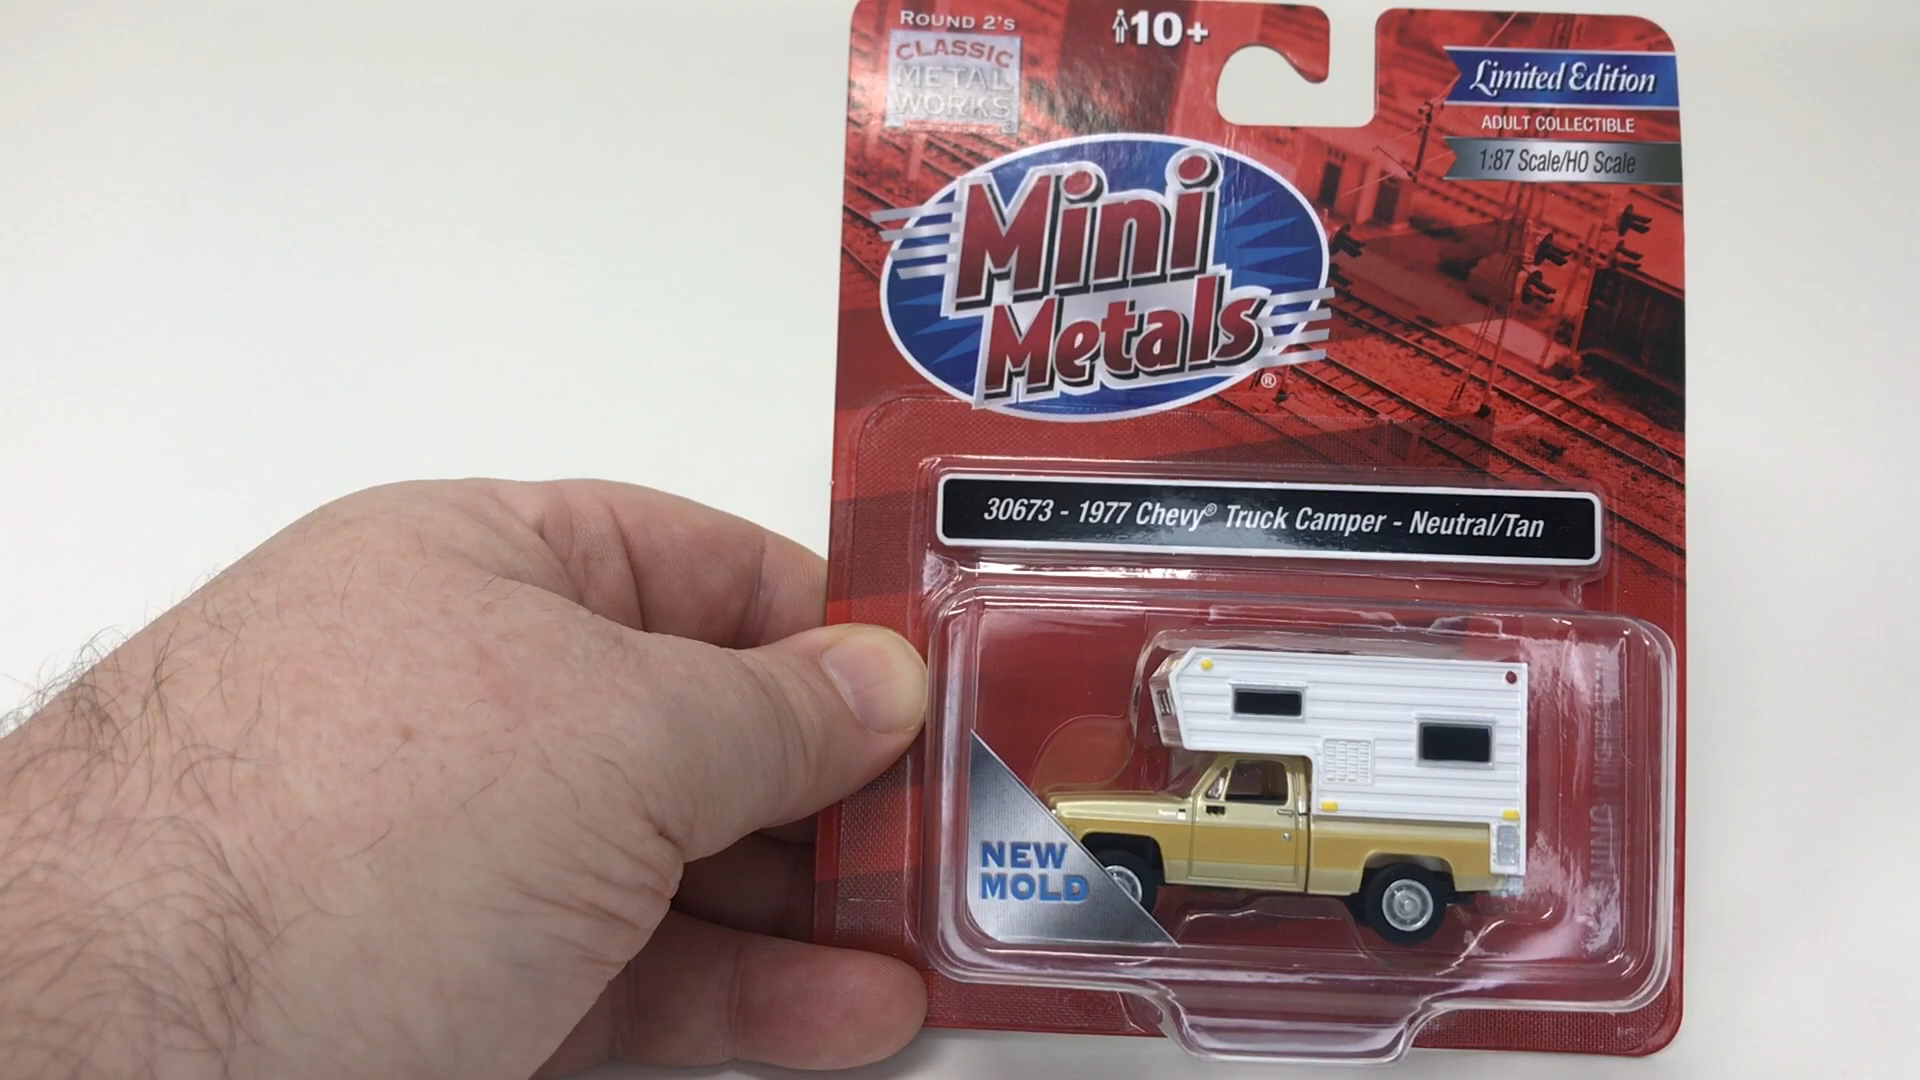 ROUND 2'S
CLASSIC
METAL
WORKS
10+
Limited Edition
ADULT COLLECTIBLE
1:87 Scale/HO Scale
Mini
Metals®
30673 - 1977 Chevy® Truck Camper - Neutral/Tan
NEW
MOLD